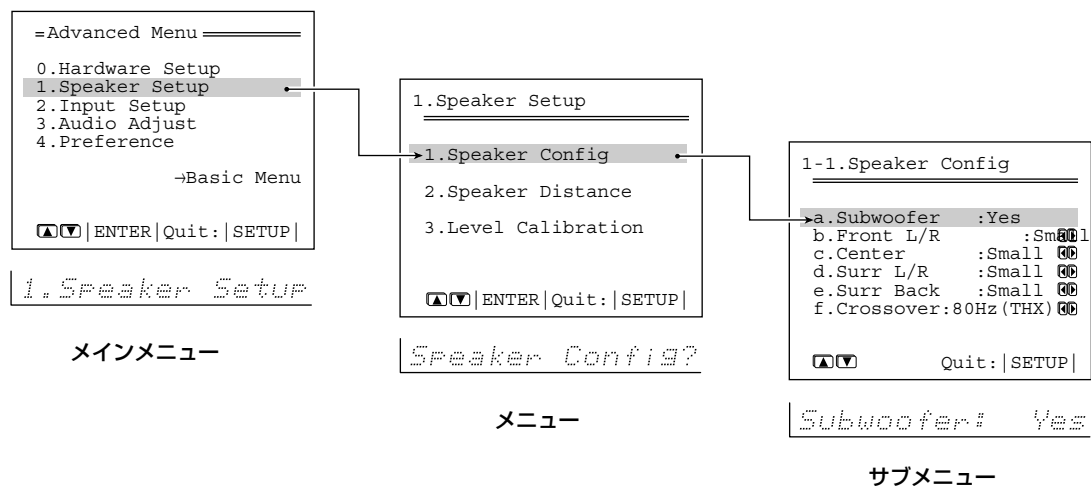 =Advanced Menu
0.Hardware Setup
1.Speaker Setup
2.Input Setup
3.Audio Adjust
4.Preference
→Basic Menu
▲▼|ENTER|Quit:|SETUP|
1.Speaker Setup
メインメニュー
1.Speaker Setup
1.Speaker Config
2.Speaker Distance
3.Level Calibration
▲▼|ENTER|Quit:|SETUP|
Speaker Config?
メニュー
1-1.Speaker Config
a.Subwoofer :Yes
b.Front L/R :Small
c.Center :Small
d.Surr L/R :Small
e.Surr Back :Small
f.Crossover:80Hz(THX)
▲▼ Quit:|SETUP|
Subwoofer: Yes
サブメニュー